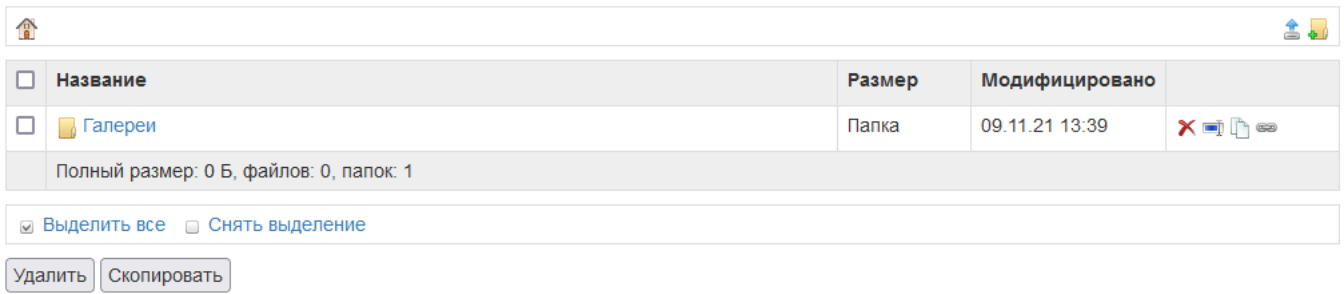 Название Размер Модифицировано
Галереи Папка 09.11.21 13:39
Полный размер: 0 Б, файлов: 0, папок: 1
Выделить все Снять выделение
Удалить Скопировать